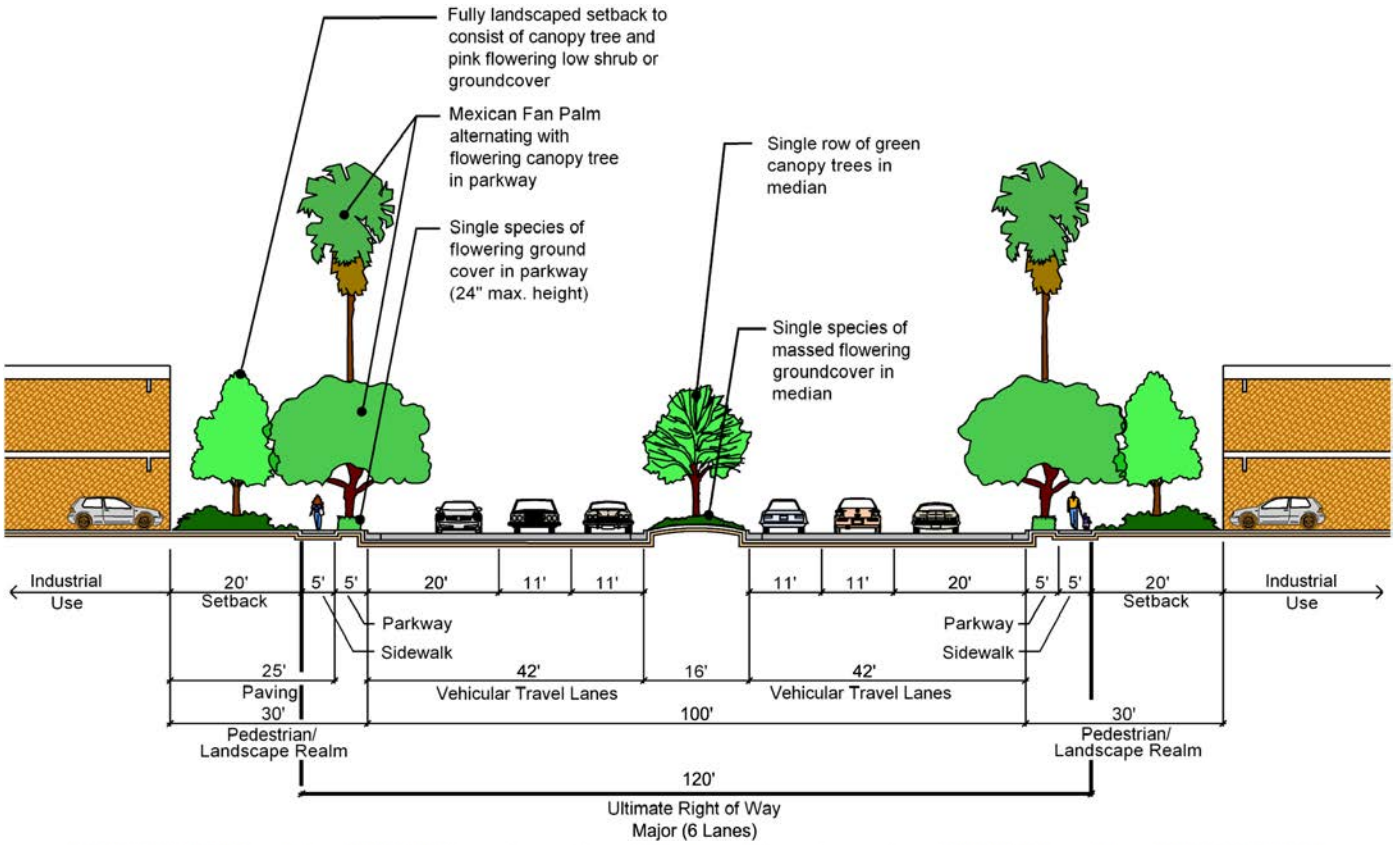 Fully landscaped setback to
consist of canopy tree and
pink flowering low shrub or
groundcover
Mexican Fan Palm
alternating with
flowering canopy tree
in parkway
Single species of
flowering ground
cover in parkway
(24" max. height)
Single row of green
canopy trees in
median
Single species of
massed flowering
groundcover in
median
Industrial
Use
20'
Setback
5'
5'
20'
11'
11'
11'
11'
20'
5'
5'
20'
Setback
Industrial
Use
Parkway
Sidewalk
Parkway
Sidewalk
25'
Paving
42'
Vehicular Travel Lanes
16'
42'
Vehicular Travel Lanes
30'
Pedestrian/
Landscape Realm
100'
30'
Pedestrian/
Landscape Realm
120'
Ultimate Right of Way
Major (6 Lanes)